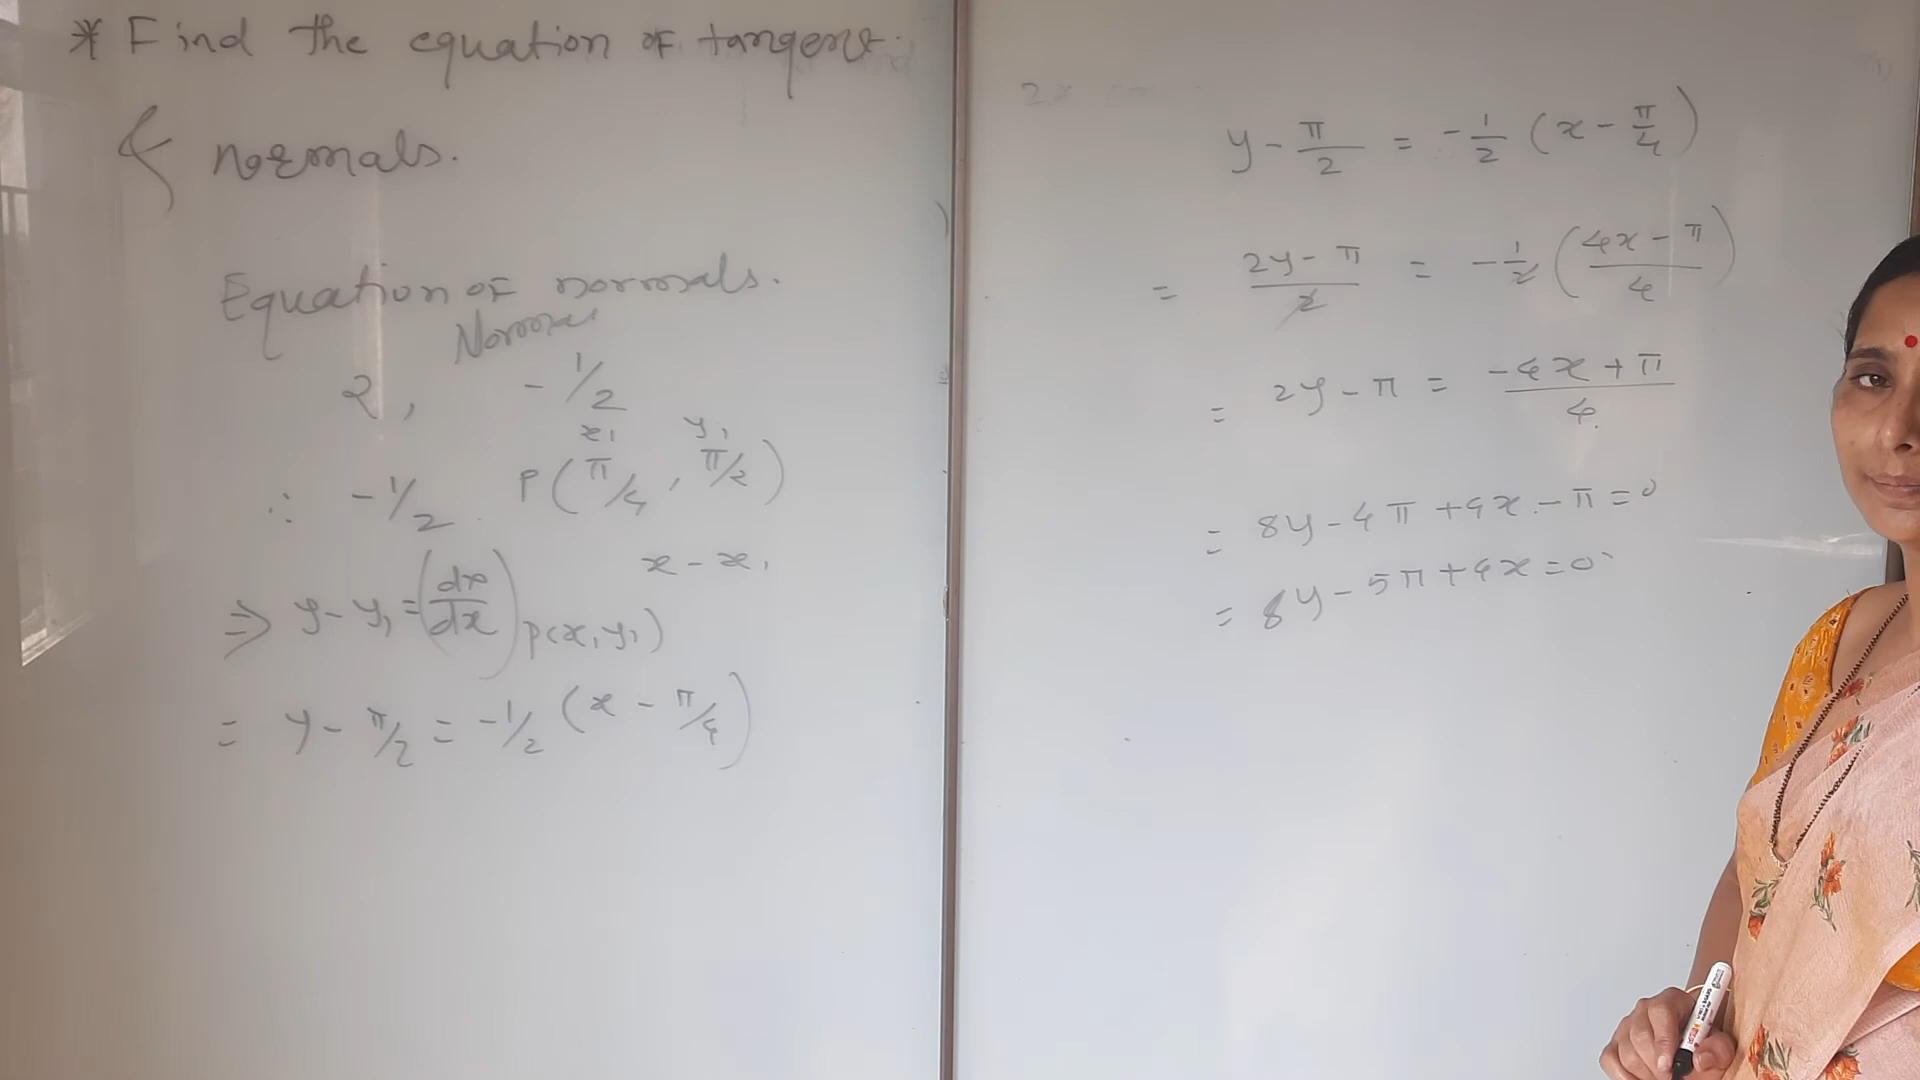 * Find the equation of tangent.
& normals.
Equation of normals.
Normal
2, - 1/2
x₁ y₁
∴ -1/2. P(π/4, π/2)
x - x₁
⇒ y - y₁ = (dx/dx) P(x₁y₁)
= y - π/2 = -1/2 (x - π/4)
y - π/2 = - 1/2 (x - π/4)
= 2y - π/2 = - 1/2 (4x - π/4)
= 2y - π = -4x + π/4.
= 8y - 4π + 4x - π = 0
= 8y - 5π + 4x = 0